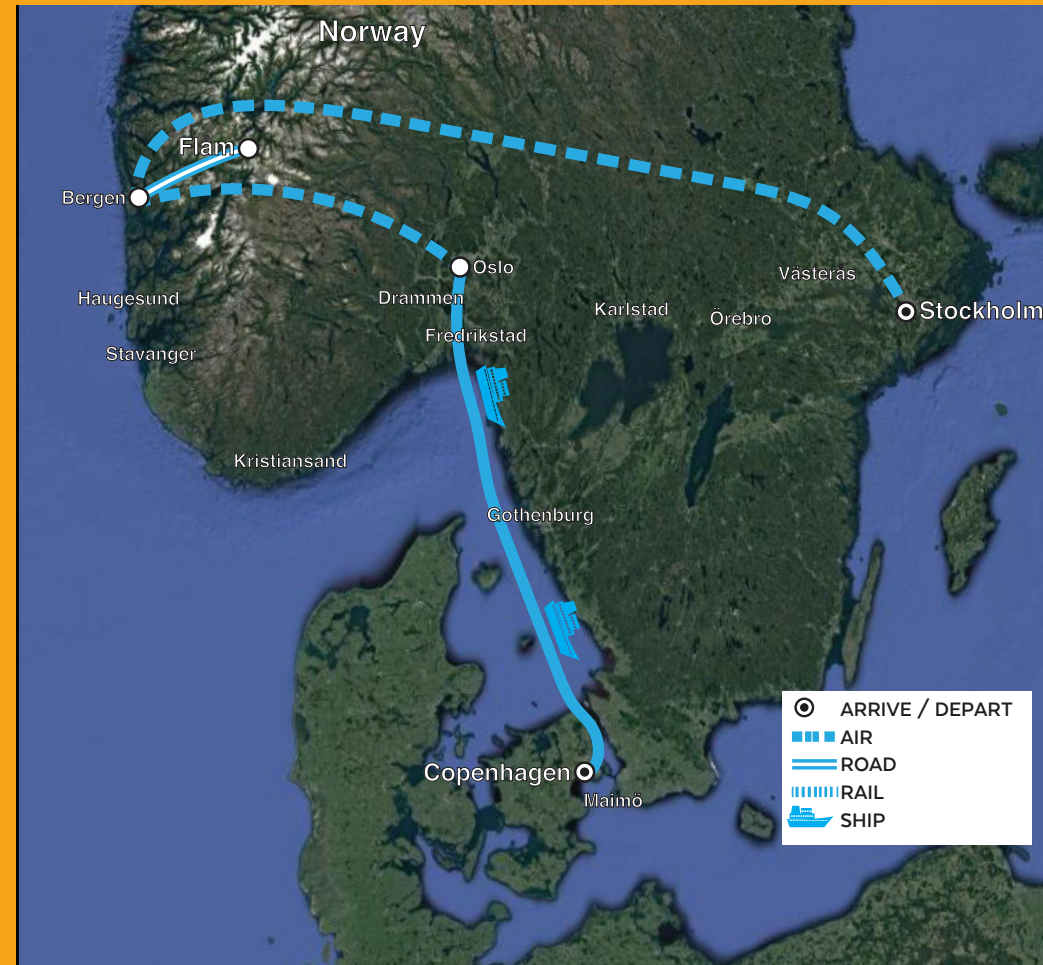 Norway
Flam
Bergen
Oslo
Haugesund
Drammen
Västeras
Karlstad
Örebro
Stockholm
Fredrikstad
Stavanger
Kristiansand
Gothenburg
Copenhagen
Maimö
ARRIVE / DEPART
AIR
ROAD
RAIL
SHIP